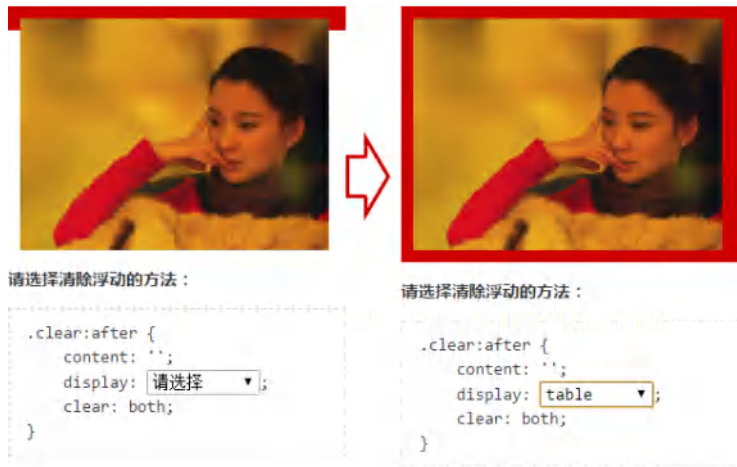 请选择清除浮动的方法：
.clear:after {
content: '';
display: 请选择 ;
clear: both;
}
请选择清除浮动的方法：
.clear:after {
content: '';
display: table ;
clear: both;
}